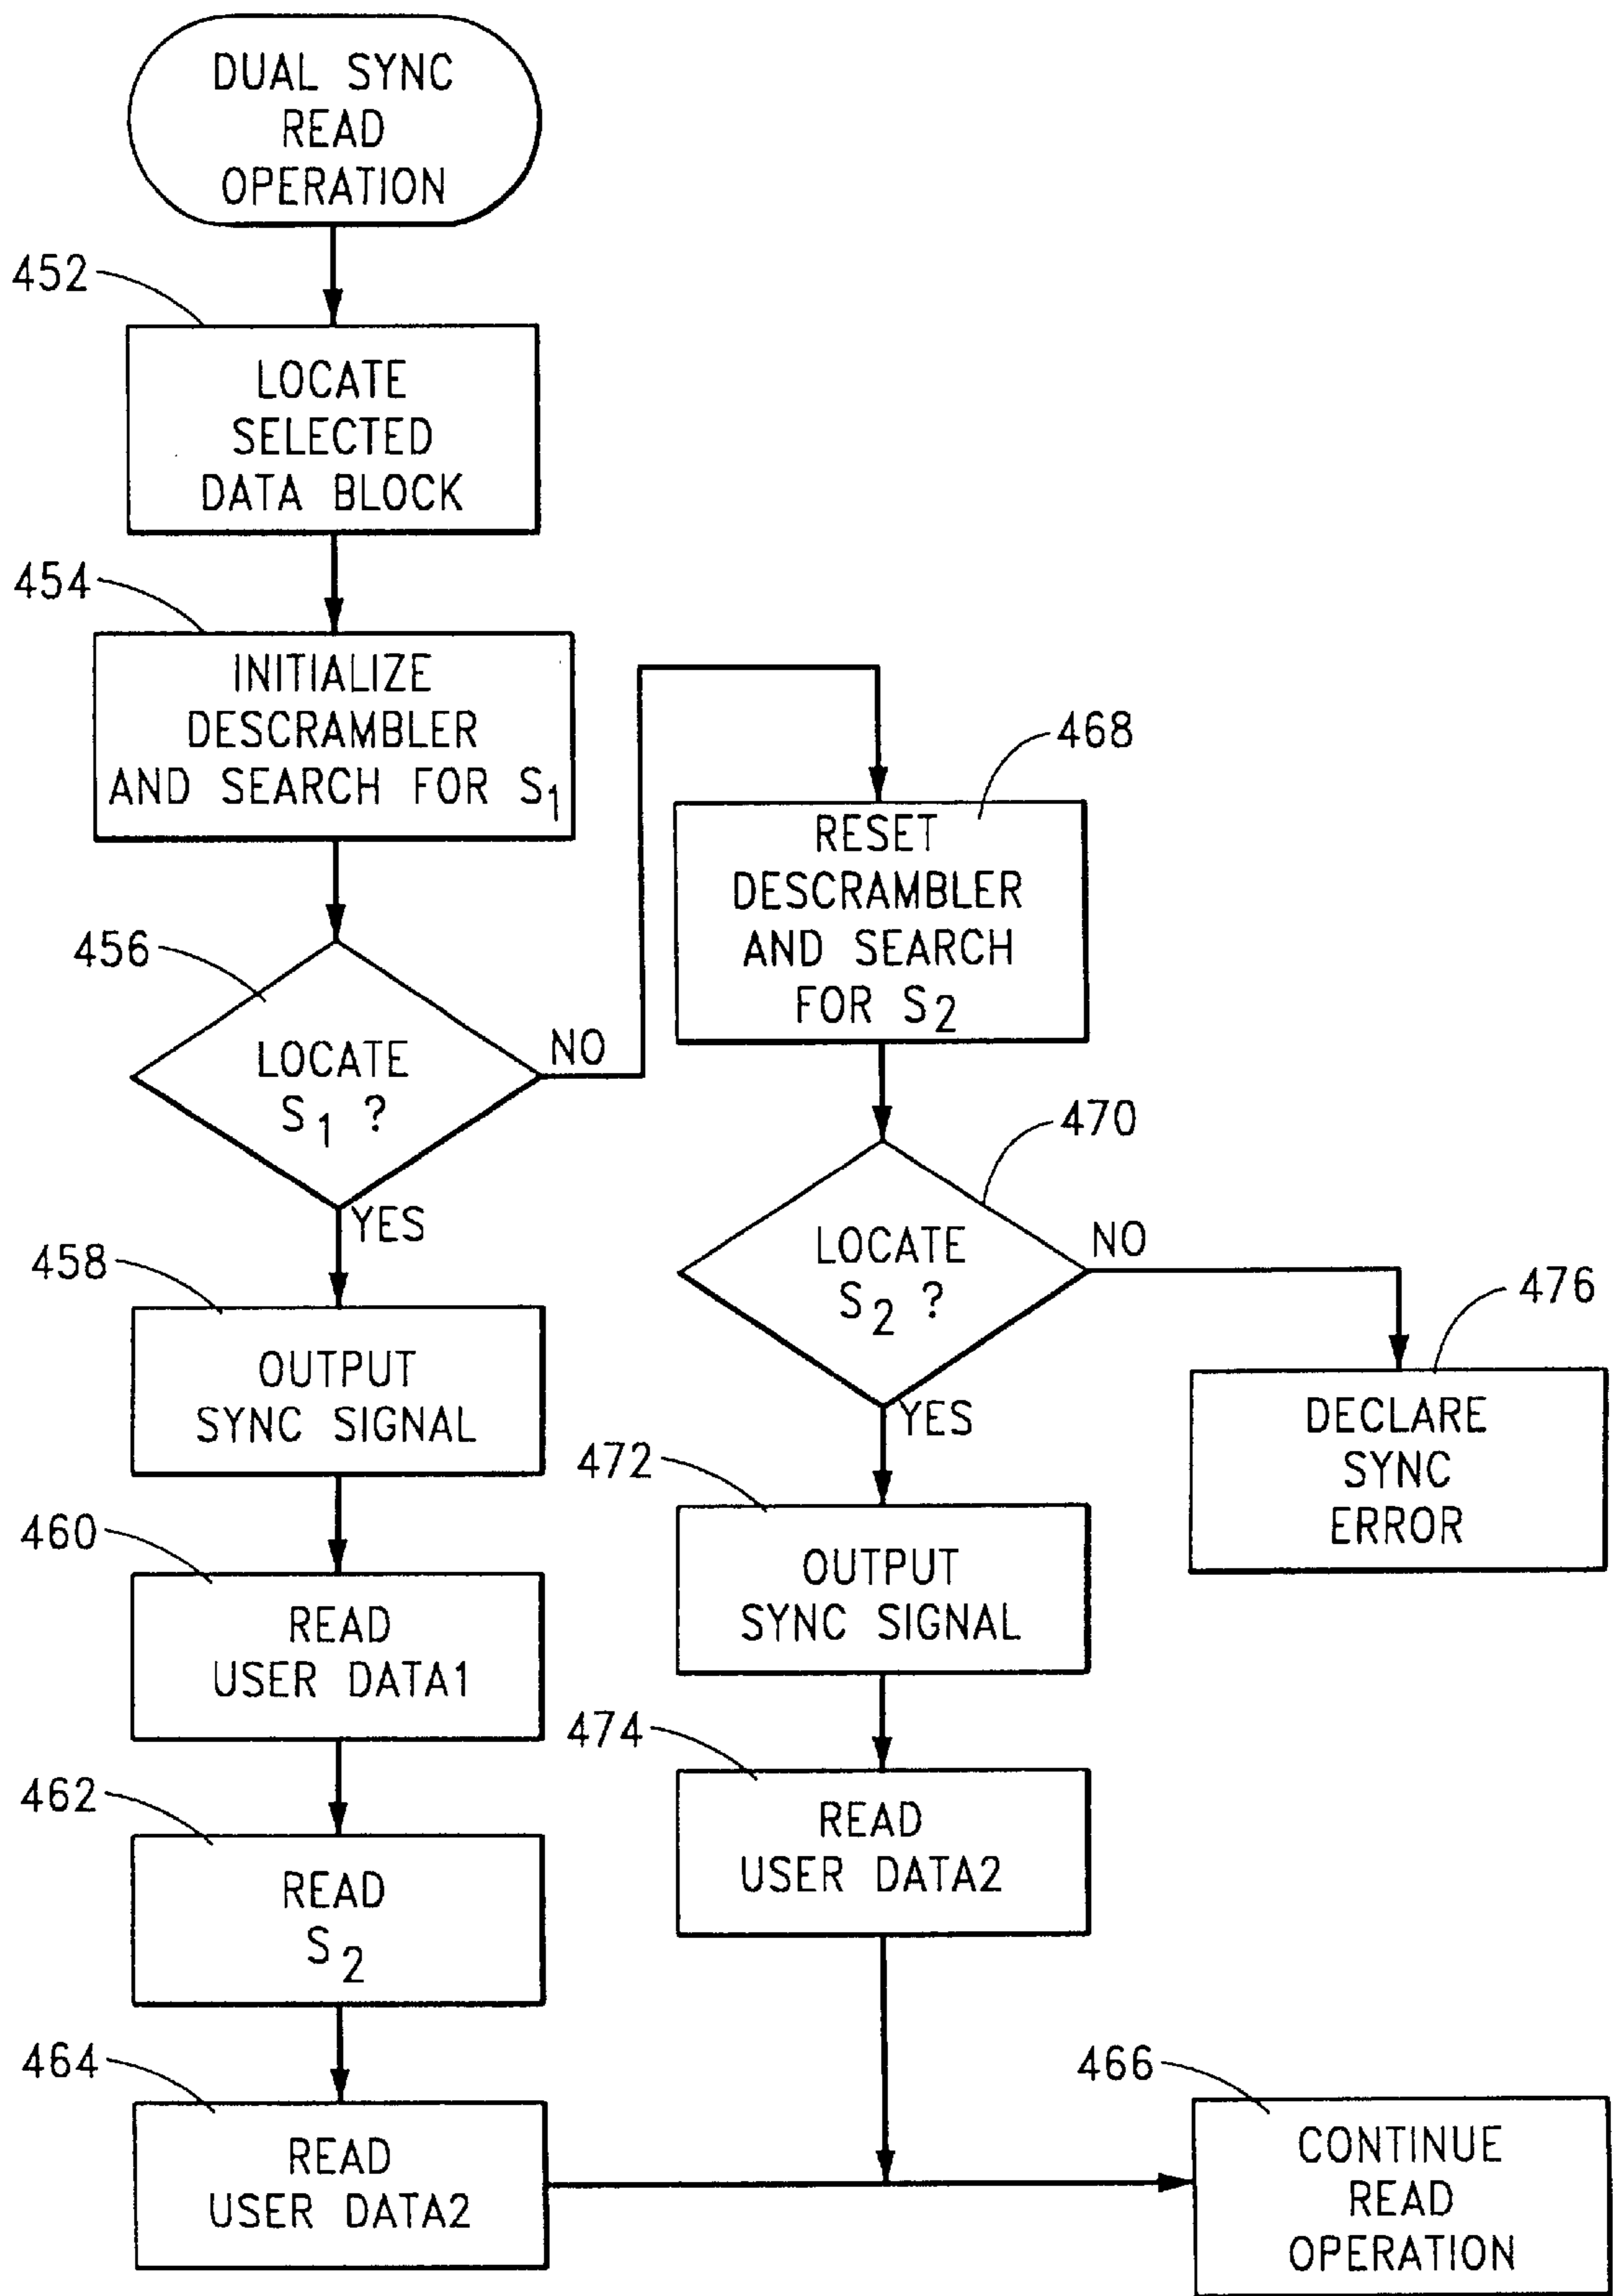 DUAL SYNC
READ
OPERATION
452
LOCATE
SELECTED
DATA BLOCK
454
INITIALIZE
DESCRAMBLER
AND SEARCH FOR S1
456
LOCATE
S1 ?
NO
YES
458
OUTPUT
SYNC SIGNAL
460
READ
USER DATA1
462
READ
S2
464
READ
USER DATA2
468
RESET
DESCRAMBLER
AND SEARCH
FOR S2
470
LOCATE
S2 ?
NO
YES
472
OUTPUT
SYNC SIGNAL
474
READ
USER DATA2
476
DECLARE
SYNC
ERROR
466
CONTINUE
READ
OPERATION